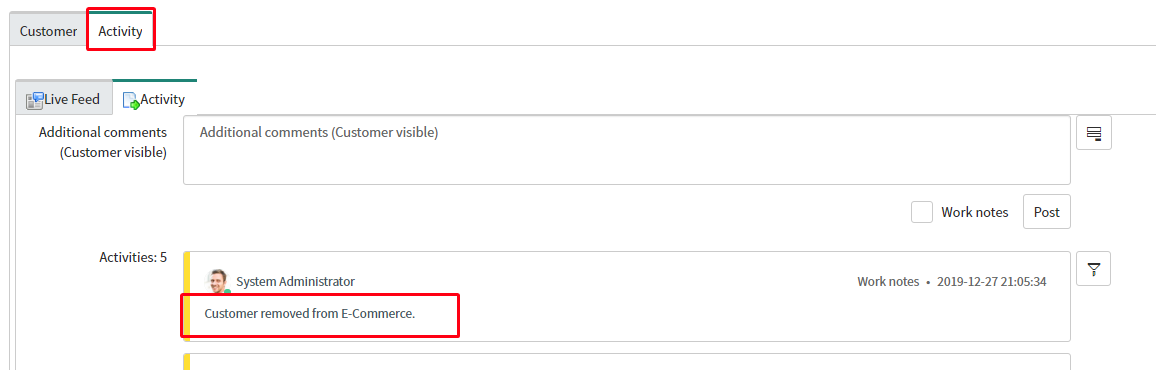 Customer
Activity
Live Feed
Activity
Additional comments
(Customer visible)
Additional comments (Customer visible)
Work notes
Post
Activities: 5
System Administrator
Work notes • 2019-12-27 21:05:34
Customer removed from E-Commerce.